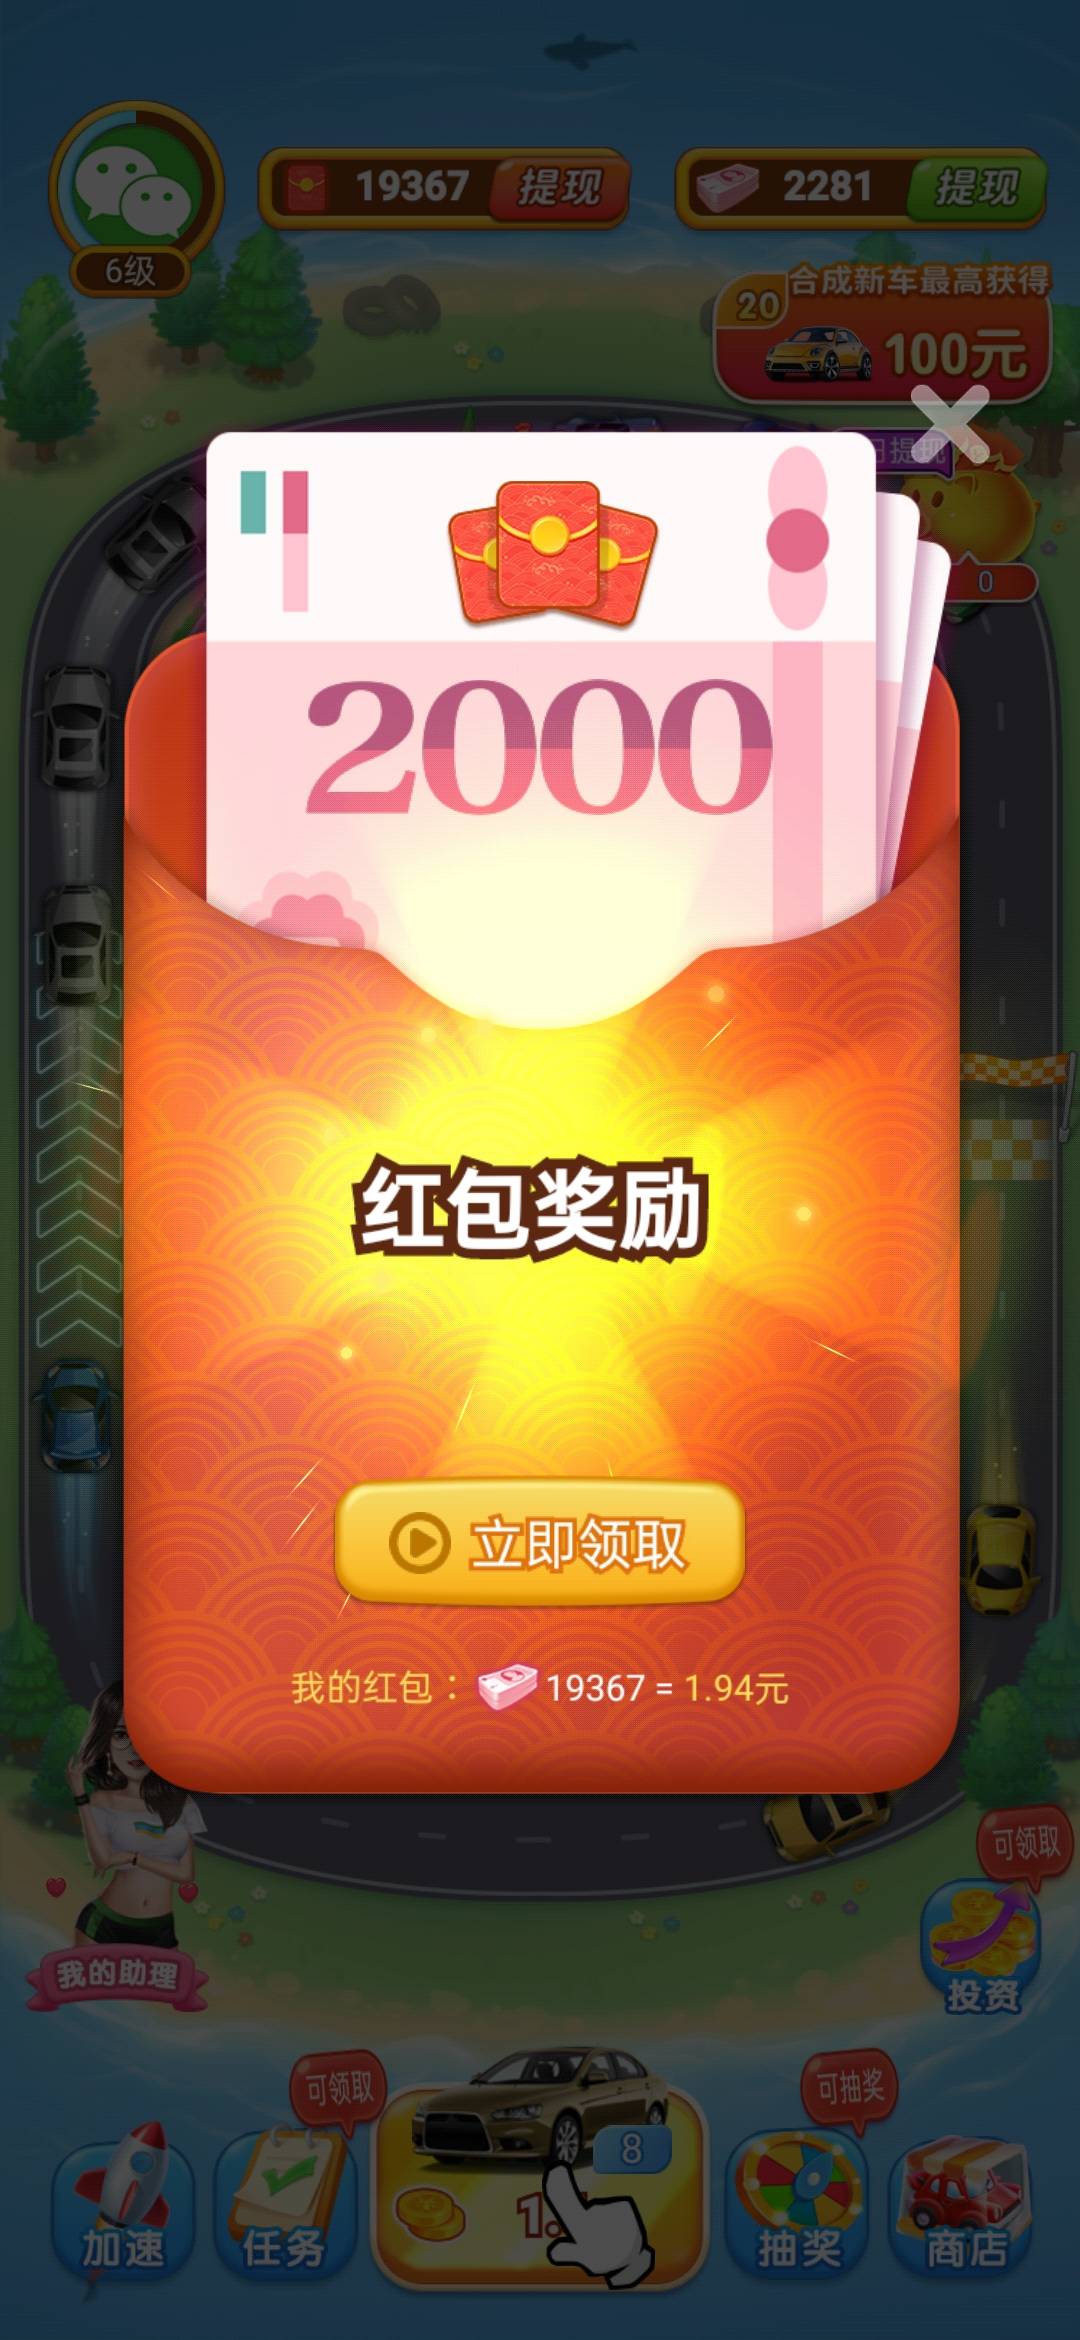 19367 提现
2281 提现
6级
合成新车最高获得
20
100元
日提现
0
2000
红包奖励
立即领取
我的红包： 19367 = 1.94元
可领取
我的助理
投资
可领取
可抽奖
8
加速
任务
抽奖
商店